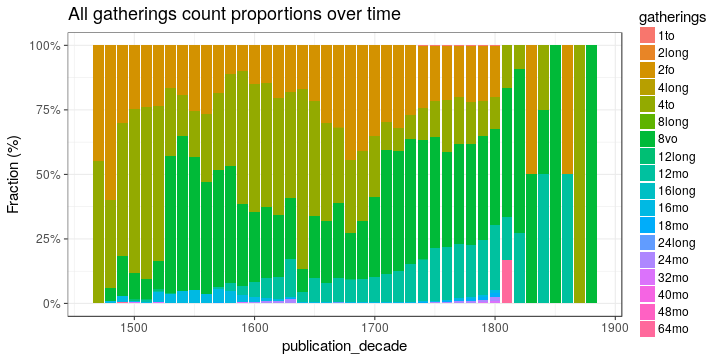 All gatherings count proportions over time
gatherings
1to
2long
2fo
4long
4to
8long
8vo
12long
12mo
16long
16mo
18mo
24long
24mo
32mo
40mo
48mo
64mo
100%
75%
50%
25%
0%
Fraction (%)
1500
1600
1700
1800
1900
publication_decade